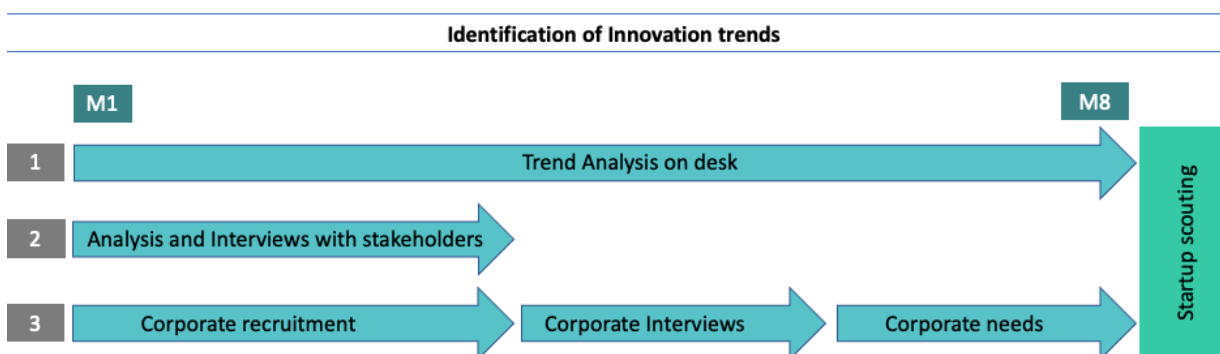 Identification of Innovation trends
M1
M8
1
Trend Analysis on desk
2
Analysis and Interviews with stakeholders
3
Corporate recruitment
Corporate Interviews
Corporate needs
Startup scouting